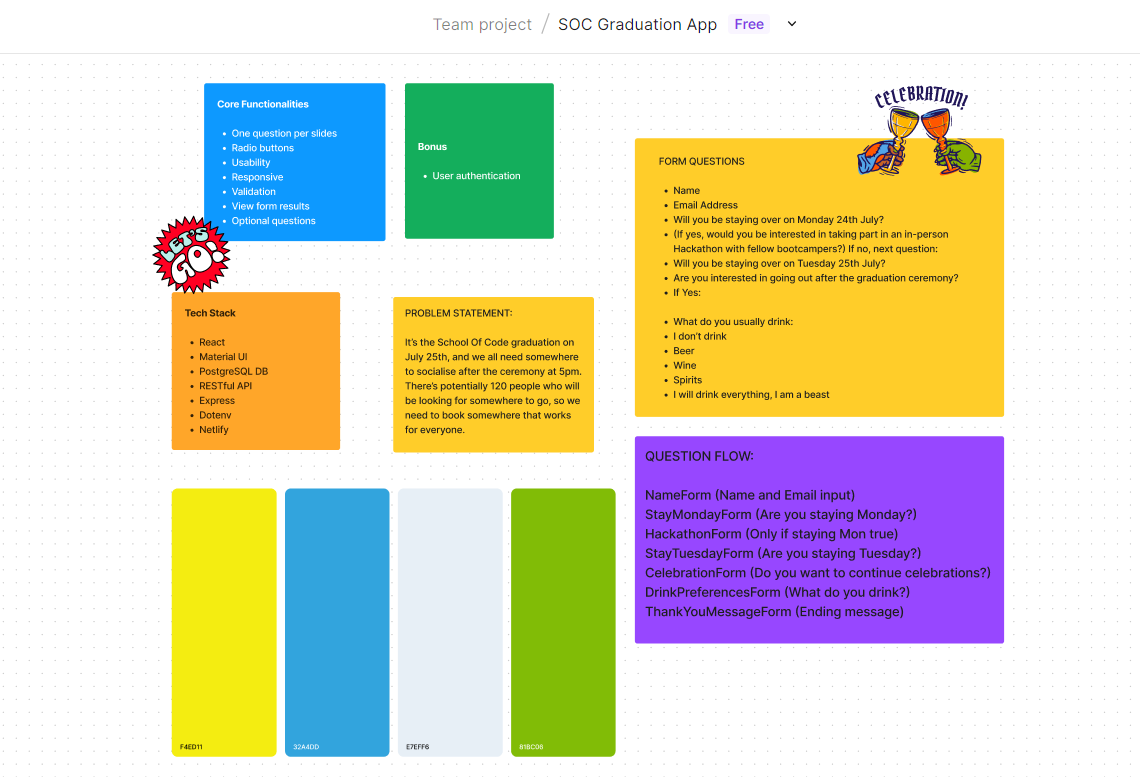 Team project / SOC Graduation App Free
Core Functionalities
• One question per slides
• Radio buttons
• Usability
• Responsive
• Validation
• View form results
• Optional questions
Bonus
• User authentication
CELEBRATION!
LET'S
GO!
FORM QUESTIONS
• Name
• Email Address
• Will you be staying over on Monday 24th July?
• (If yes, would you be interested in taking part in an in-person
Hackathon with fellow bootcampers?) If no, next question:
• Will you be staying over on Tuesday 25th July?
• Are you interested in going out after the graduation ceremony?
• If Yes:
• What do you usually drink:
• I don't drink
• Beer
• Wine
• Spirits
• I will drink everything, I am a beast
Tech Stack
• React
• Material UI
• PostgreSQL DB
• RESTful API
• Express
• Dotenv
• Netlify
PROBLEM STATEMENT:
It's the School Of Code graduation on
July 25th, and we all need somewhere
to socialise after the ceremony at 5pm.
There's potentially 120 people who will
be looking for somewhere to go, so we
need to book somewhere that works
for everyone.
QUESTION FLOW:
NameForm (Name and Email input)
StayMondayForm (Are you staying Monday?)
HackathonForm (Only if staying Mon true)
StayTuesdayForm (Are you staying Tuesday?)
CelebrationForm (Do you want to continue celebrations?)
DrinkPreferencesForm (What do you drink?)
ThankYouMessageForm (Ending message)
F4ED11
32A4DD
E7EFF6
81BC06